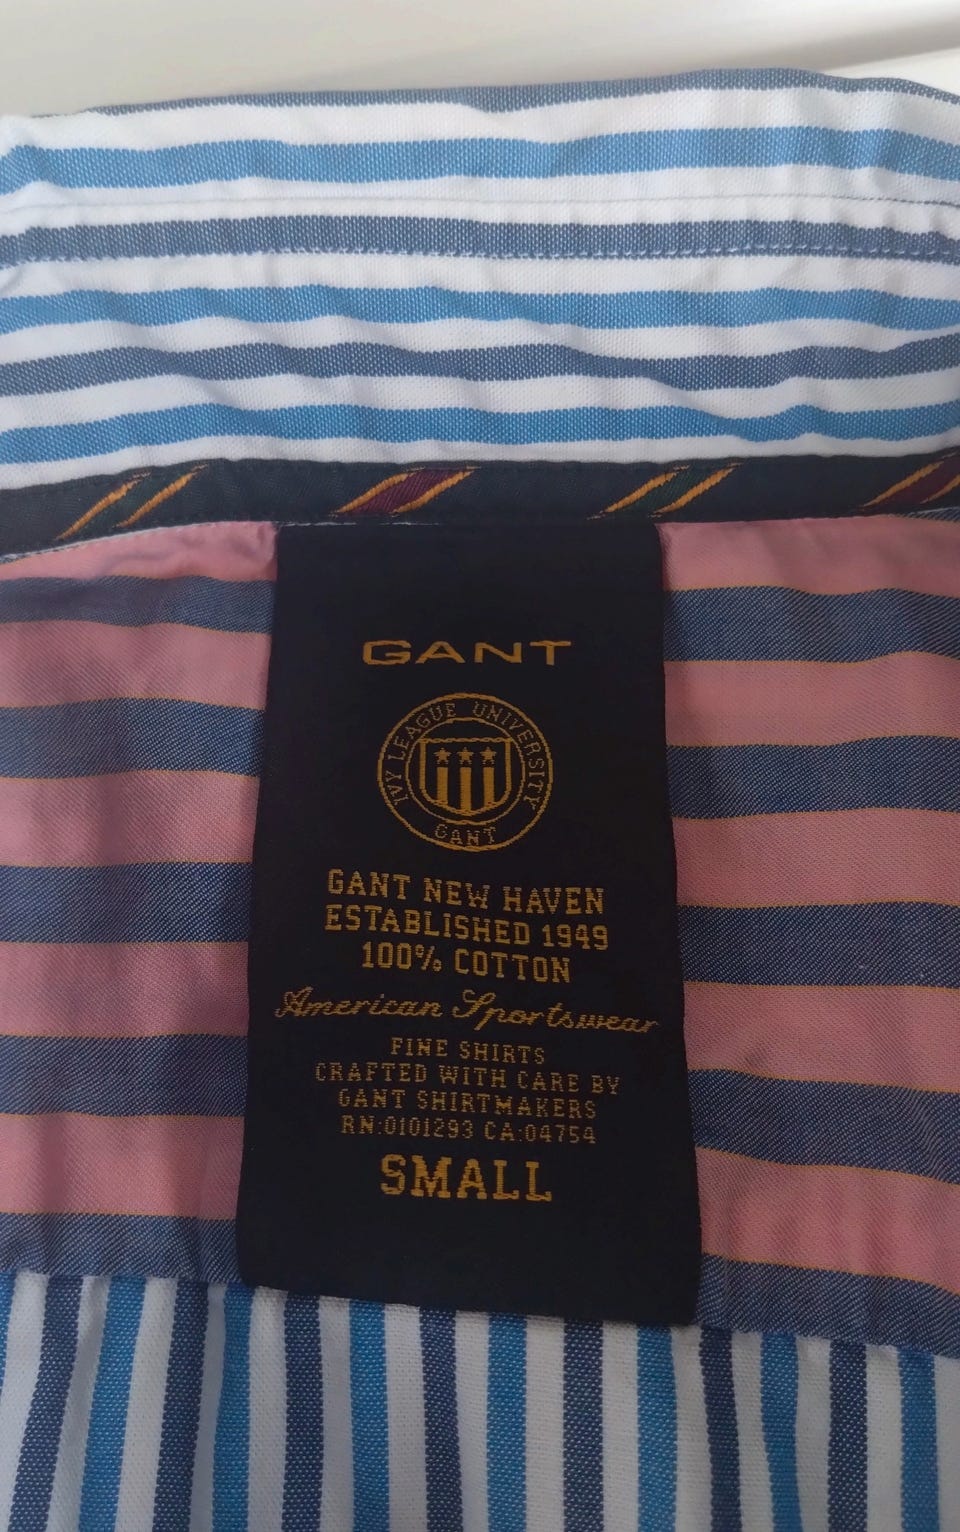 GANT
IVY LEAGUE UNIVERSITY
GANT
GANT NEW HAVEN
ESTABLISHED 1949
100% COTTON
American Sportswear
FINE SHIRTS
CRAFTED WITH CARE BY
GANT SHIRTMAKERS
RN:0101293 CA:04754
SMALL